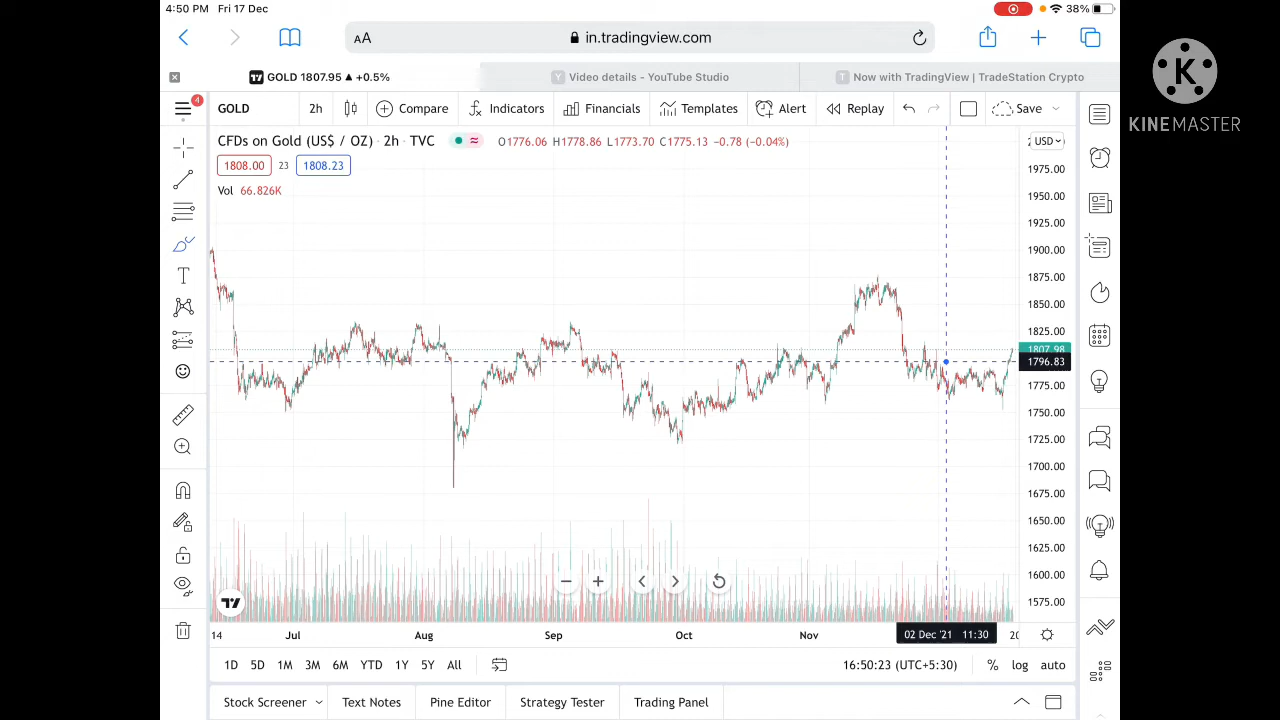 4:50 PM Fri 17 Dec
38%
AA
in.tradingview.com
GOLD 1807.95 ▲ +0.5%
Video details - YouTube Studio
Now with TradingView | TradeStation Crypto
K
KINEMASTER
4
GOLD
2h
Compare
Indicators
Financials
Templates
Alert
Replay
Save
CFDs on Gold (US$ / OZ) · 2h · TVC
O1776.06 H1778.86 L1773.70 C1775.13 −0.78 (−0.04%)
USD
1808.00
23
1808.23
Vol 66.826K
1975.00
1950.00
1925.00
1900.00
1875.00
1850.00
1825.00
1807.98
1796.83
1775.00
1750.00
1725.00
1700.00
1675.00
1650.00
1625.00
1600.00
1575.00
14
Jul
Aug
Sep
Oct
Nov
02 Dec '21 11:30
1D
5D
1M
3M
6M
YTD
1Y
5Y
All
16:50:23 (UTC+5:30)
%
log
auto
Stock Screener
Text Notes
Pine Editor
Strategy Tester
Trading Panel